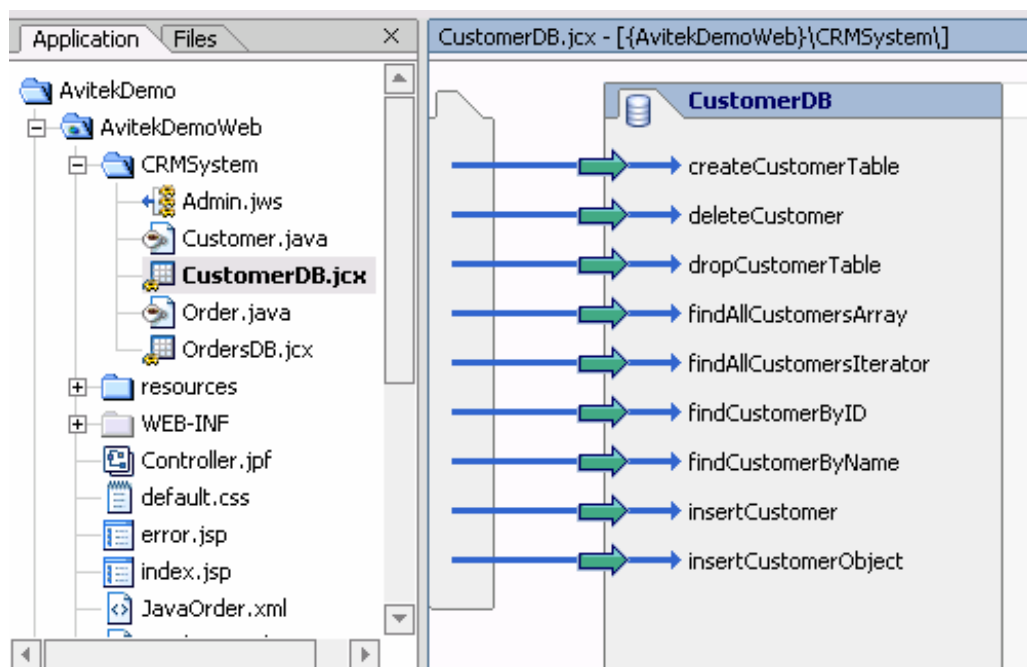 Application
Files
AvitekDemo
AvitekDemoWeb
CRMSystem
Admin.jws
Customer.java
CustomerDB.jcx
Order.java
OrdersDB.jcx
resources
WEB-INF
Controller.jpf
default.css
error.jsp
index.jsp
JavaOrder.xml
CustomerDB.jcx - [{AvitekDemoWeb}\CRMSystem\]
CustomerDB
createCustomerTable
deleteCustomer
dropCustomerTable
findAllCustomersArray
findAllCustomersIterator
findCustomerByID
findCustomerByName
insertCustomer
insertCustomerObject